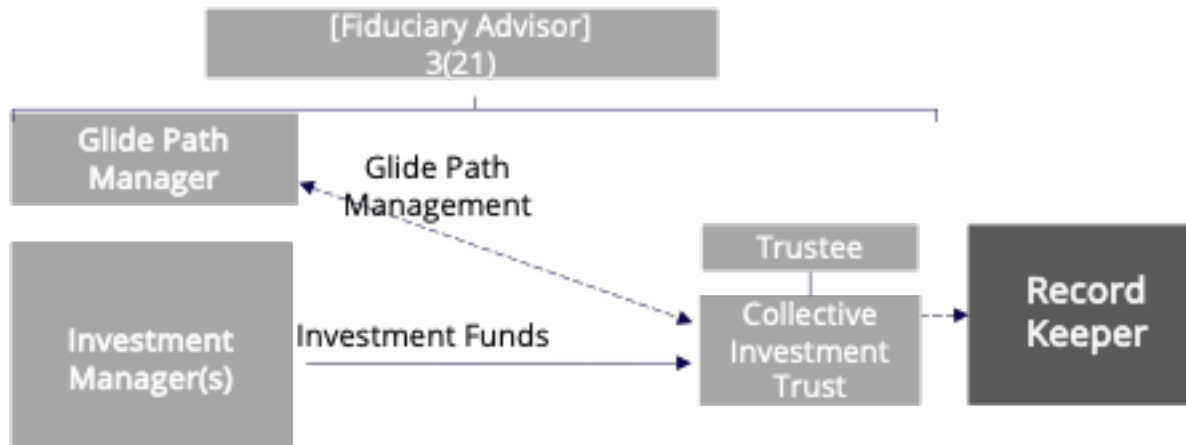 [Fiduciary Advisor]
3(21)
Glide Path
Manager
Glide Path
Management
Trustee
Investment
Manager(s)
Investment Funds
Collective
Investment
Trust
Record
Keeper